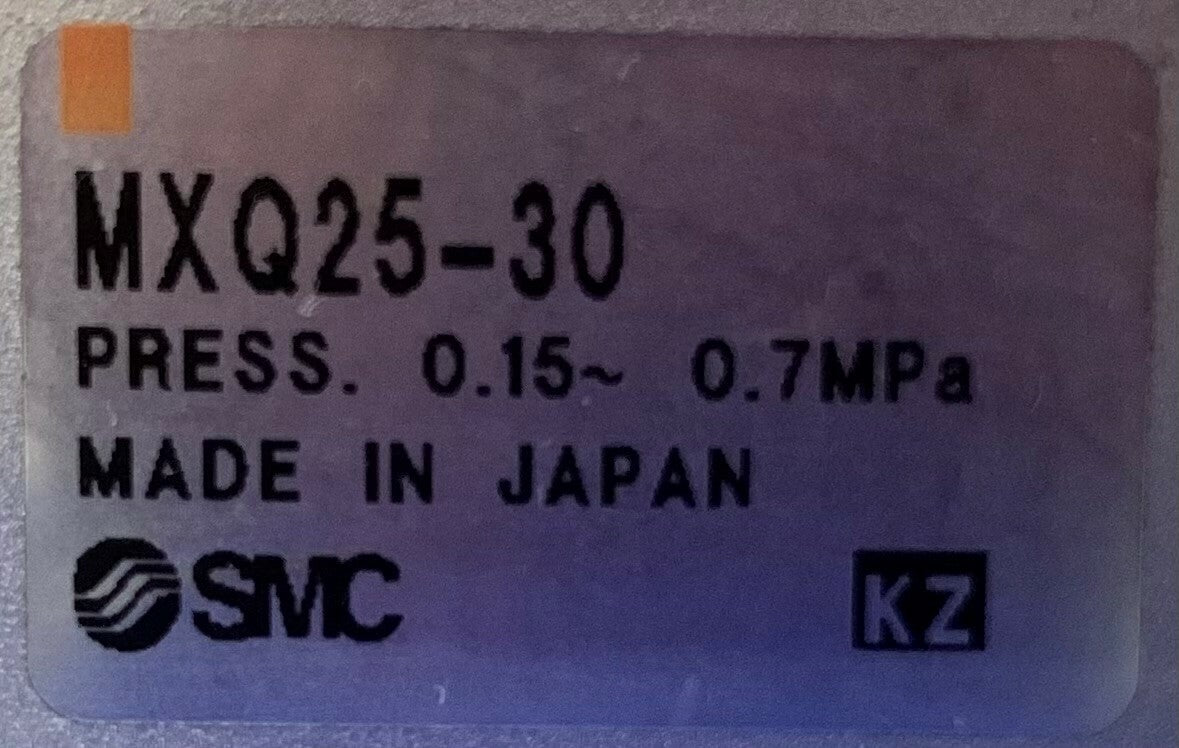 MXQ25-30
PRESS. 0.15~ 0.7MPa
MADE IN JAPAN
SMC KZ